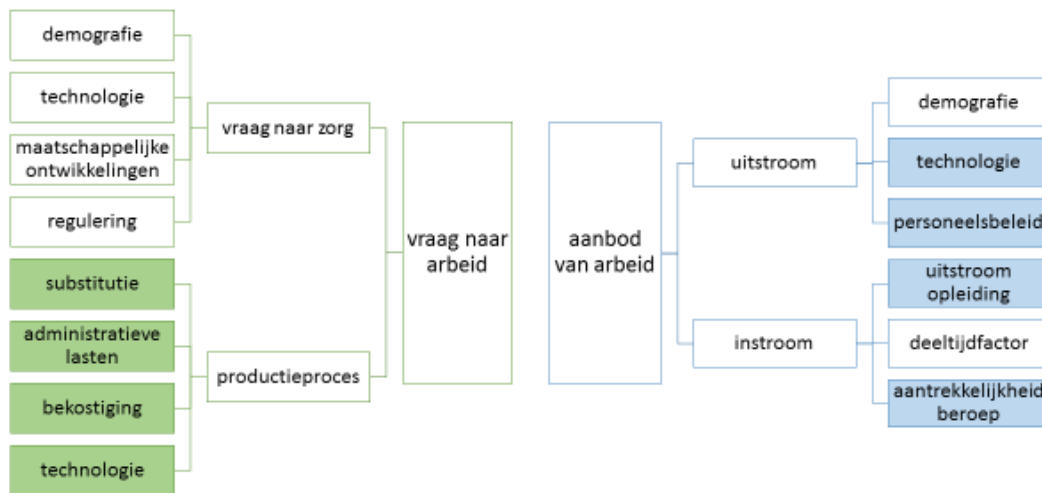 demografie
technologie
maatschappelijke
ontwikkelingen
regulering
vraag naar zorg
substitutie
administratieve
lasten
bekostiging
technologie
productieproces
vraag naar
arbeid
aanbod
van arbeid
uitstroom
demografie
technologie
personeelsbeleid
instroom
uitstroom
opleiding
deeltijdfactor
aantrekkelijkheid
beroep